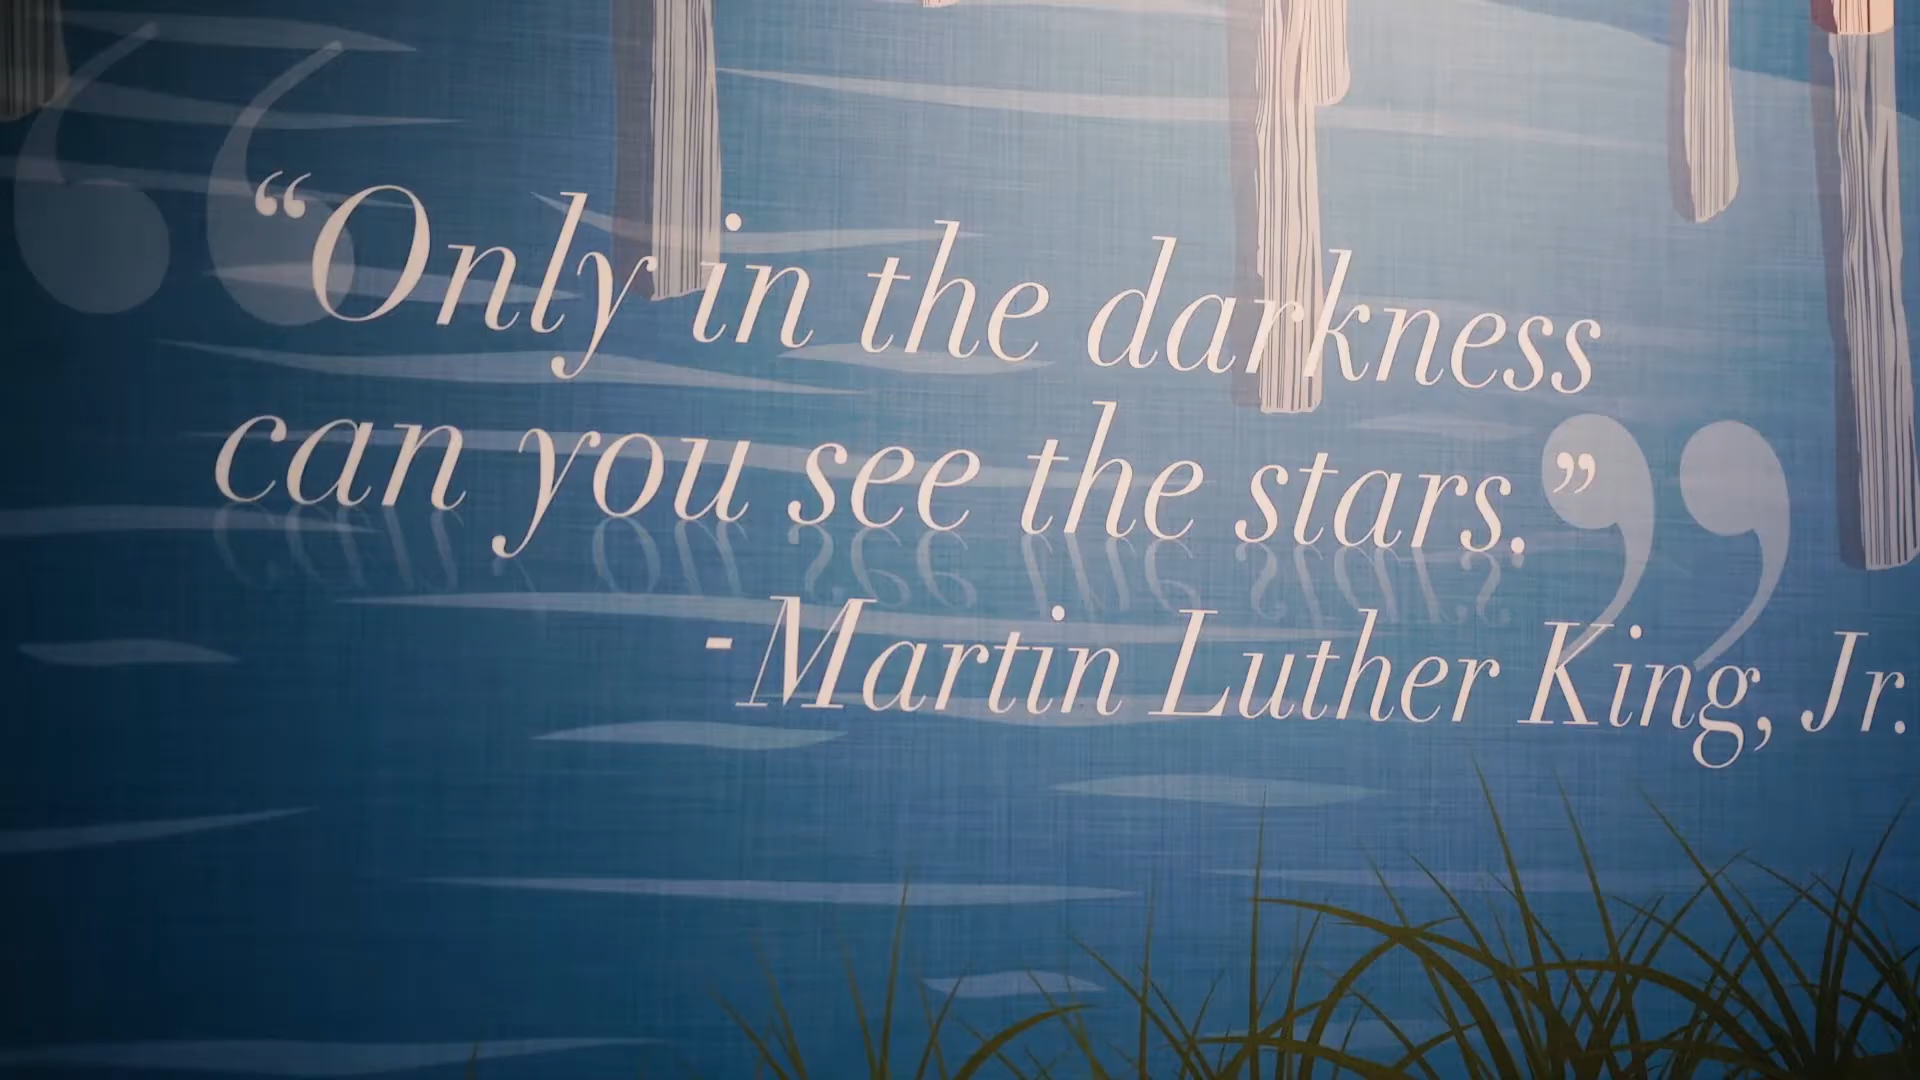 “Only in the darkness
can you see the stars.”
-Martin Luther King, Jr.